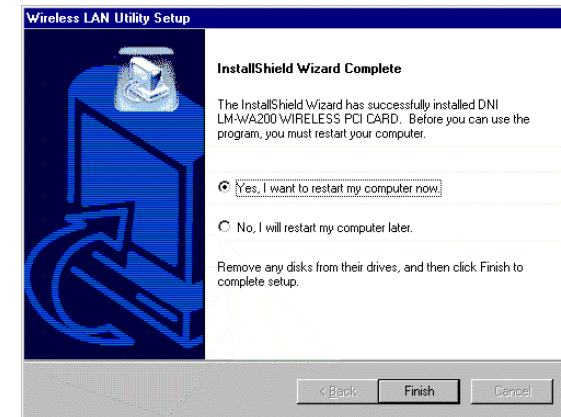 Wireless LAN Utility Setup
InstallShield Wizard Complete
The InstallShield Wizard has successfully installed DNI
LM-WA200 WIRELESS PCI CARD. Before you can use the
program, you must restart your computer.
Yes, I want to restart my computer now.
No, I will restart my computer later.
Remove any disks from their drives, and then click Finish to
complete setup.
< Back
Finish
Cancel